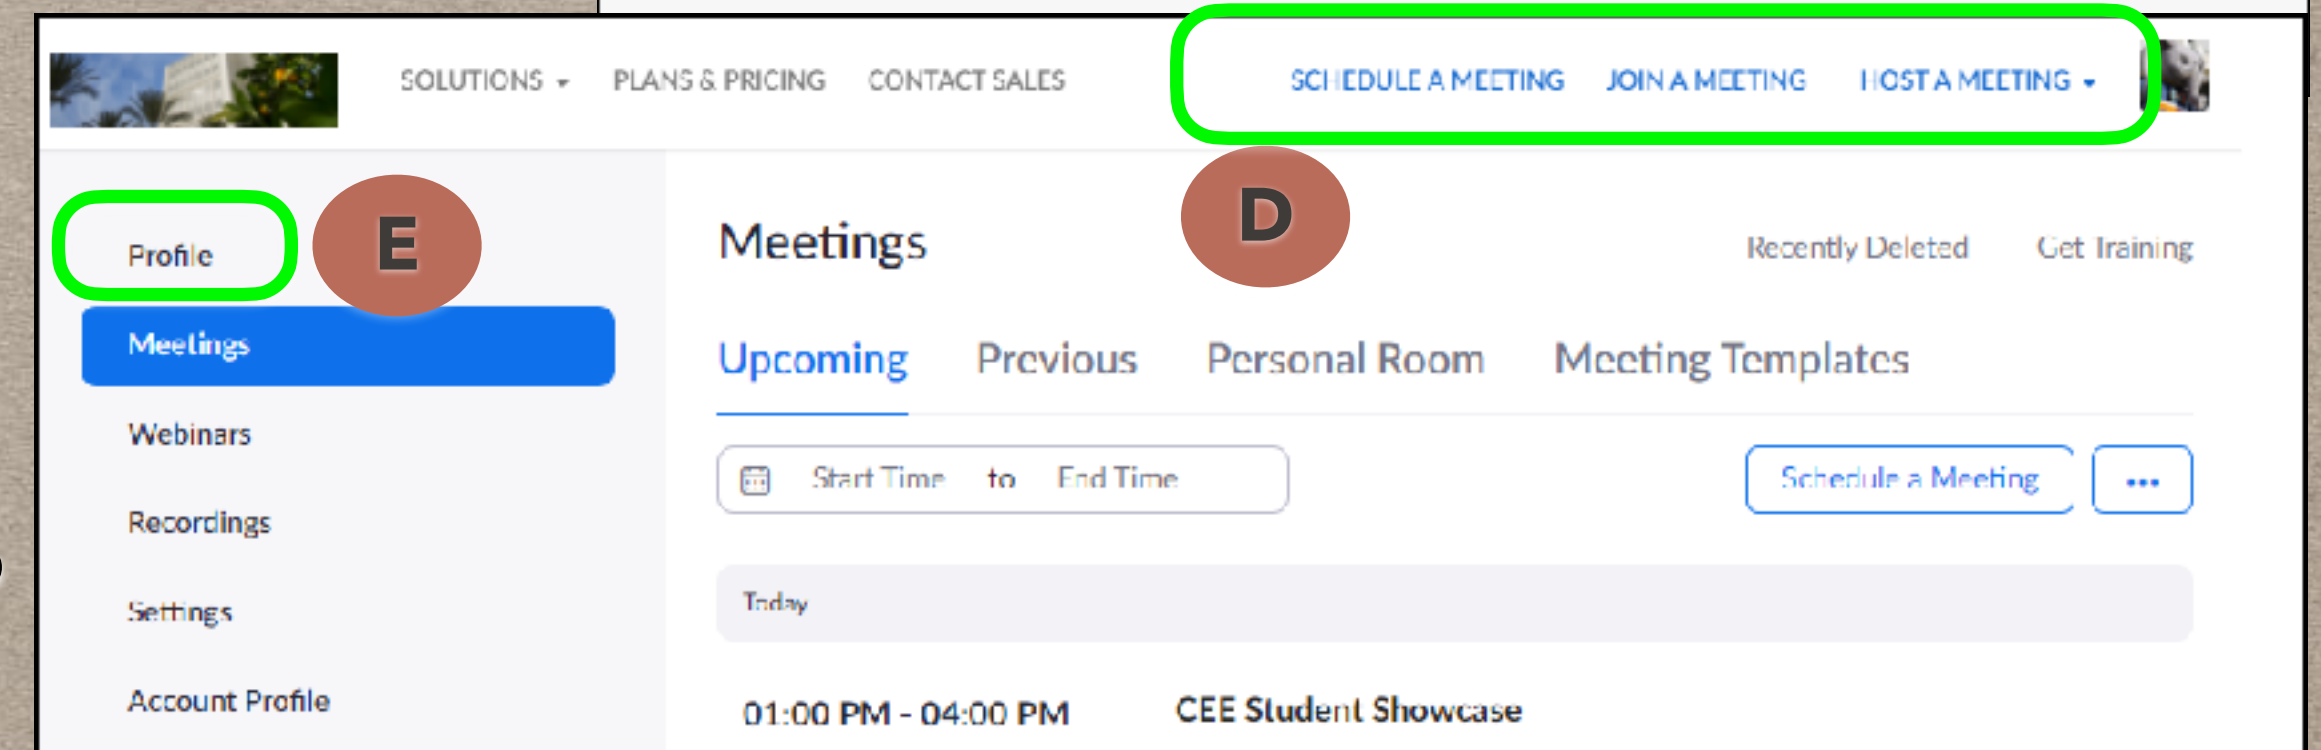 SOLUTIONS PLANS & PRICING CONTACT SALES SCHEDULE A MEETING JOIN A MEETING HOST A MEETING
E
D
Profile
Meetings
Webinars
Recordings
Settings
Account Profile
Meetings
Recently Deleted Get Training
Upcoming Previous Personal Room Meeting Templates
Start Time to End Time
Schedule a Meeting ...
Today
01:00 PM - 04:00 PM CEE Student Showcase